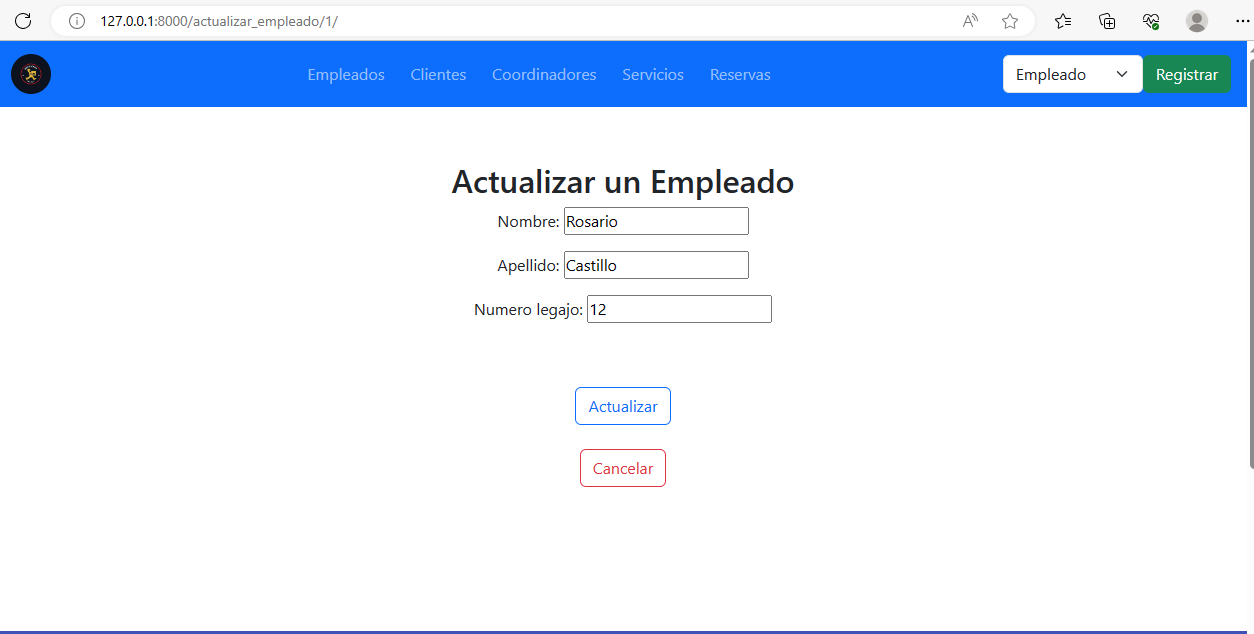 127.0.0.1:8000/actualizar_empleado/1/
Empleados Clientes Coordinadores Servicios Reservas Empleado Registrar
Actualizar un Empleado
Nombre: Rosario
Apellido: Castillo
Numero legajo: 12
Actualizar
Cancelar